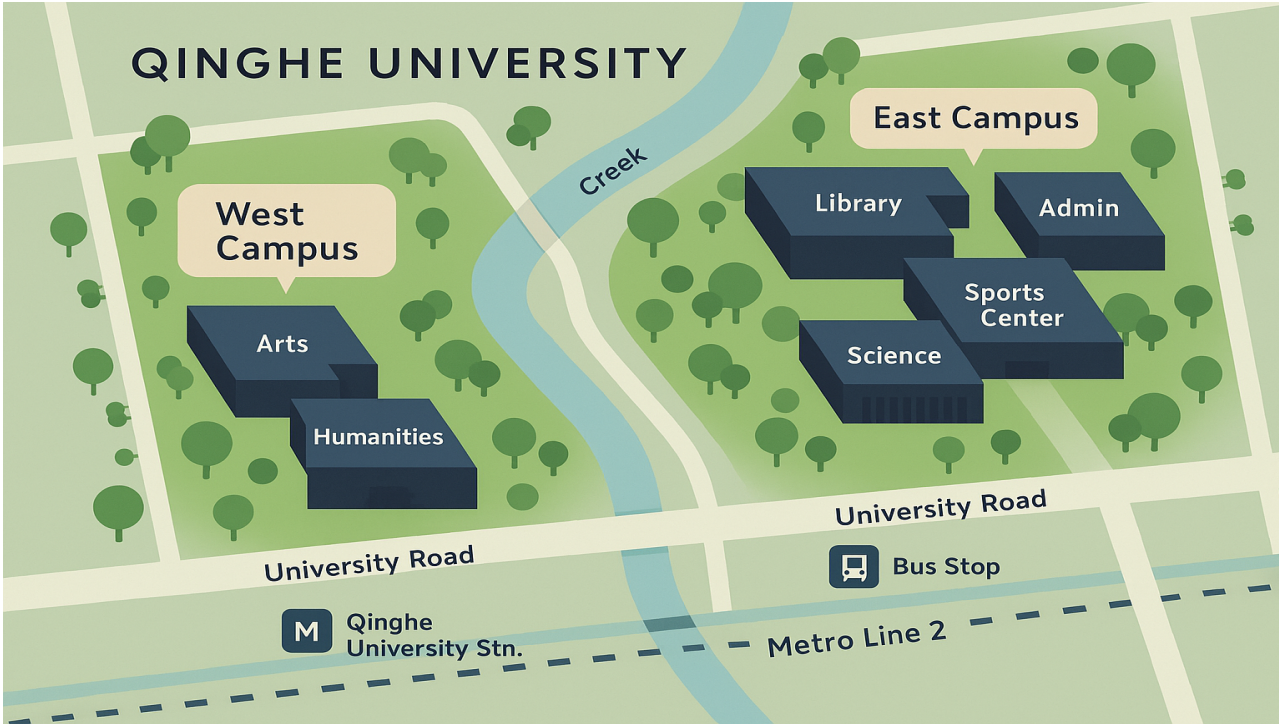 QINGHE UNIVERSITY
East Campus
Creek
West
Campus
Library
Admin
Sports
Center
Arts
Science
Humanities
University Road
University Road
Bus Stop
M
Qinghe
University Stn.
Metro Line 2